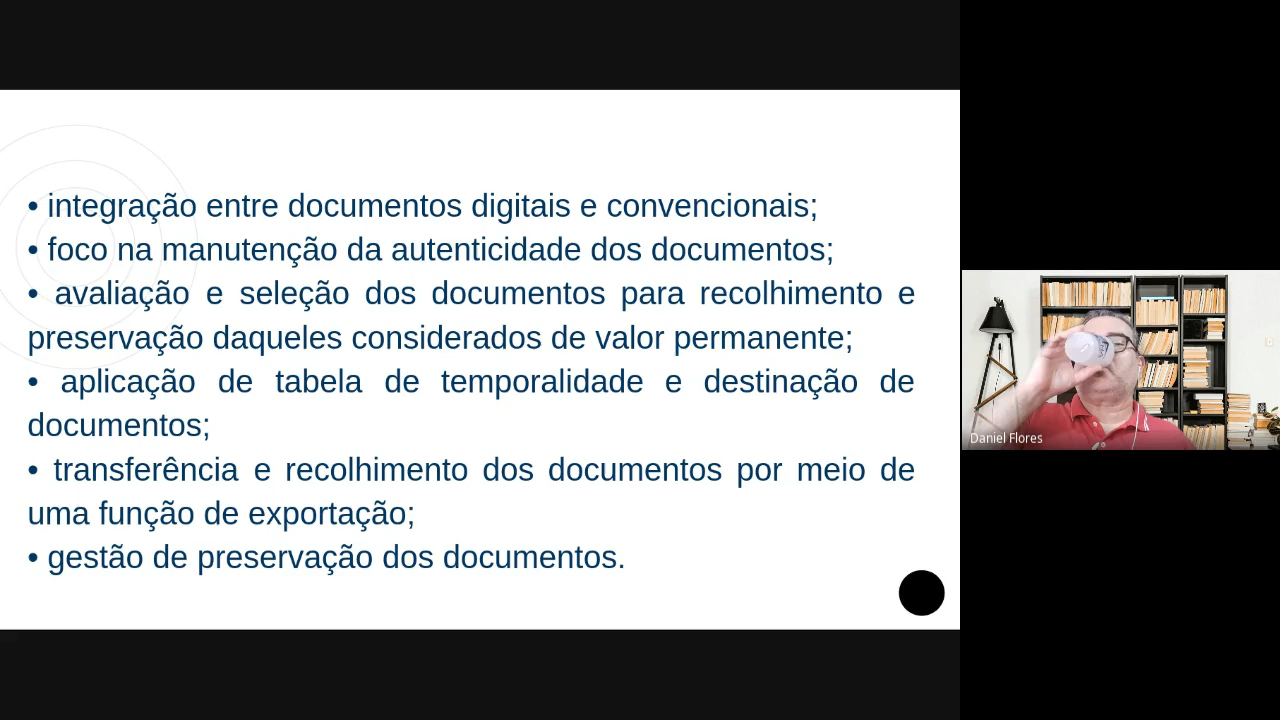 • integração entre documentos digitais e convencionais;
• foco na manutenção da autenticidade dos documentos;
• avaliação e seleção dos documentos para recolhimento e
preservação daqueles considerados de valor permanente;
• aplicação de tabela de temporalidade e destinação de
documentos;
• transferência e recolhimento dos documentos por meio de
uma função de exportação;
• gestão de preservação dos documentos.
Daniel Flores